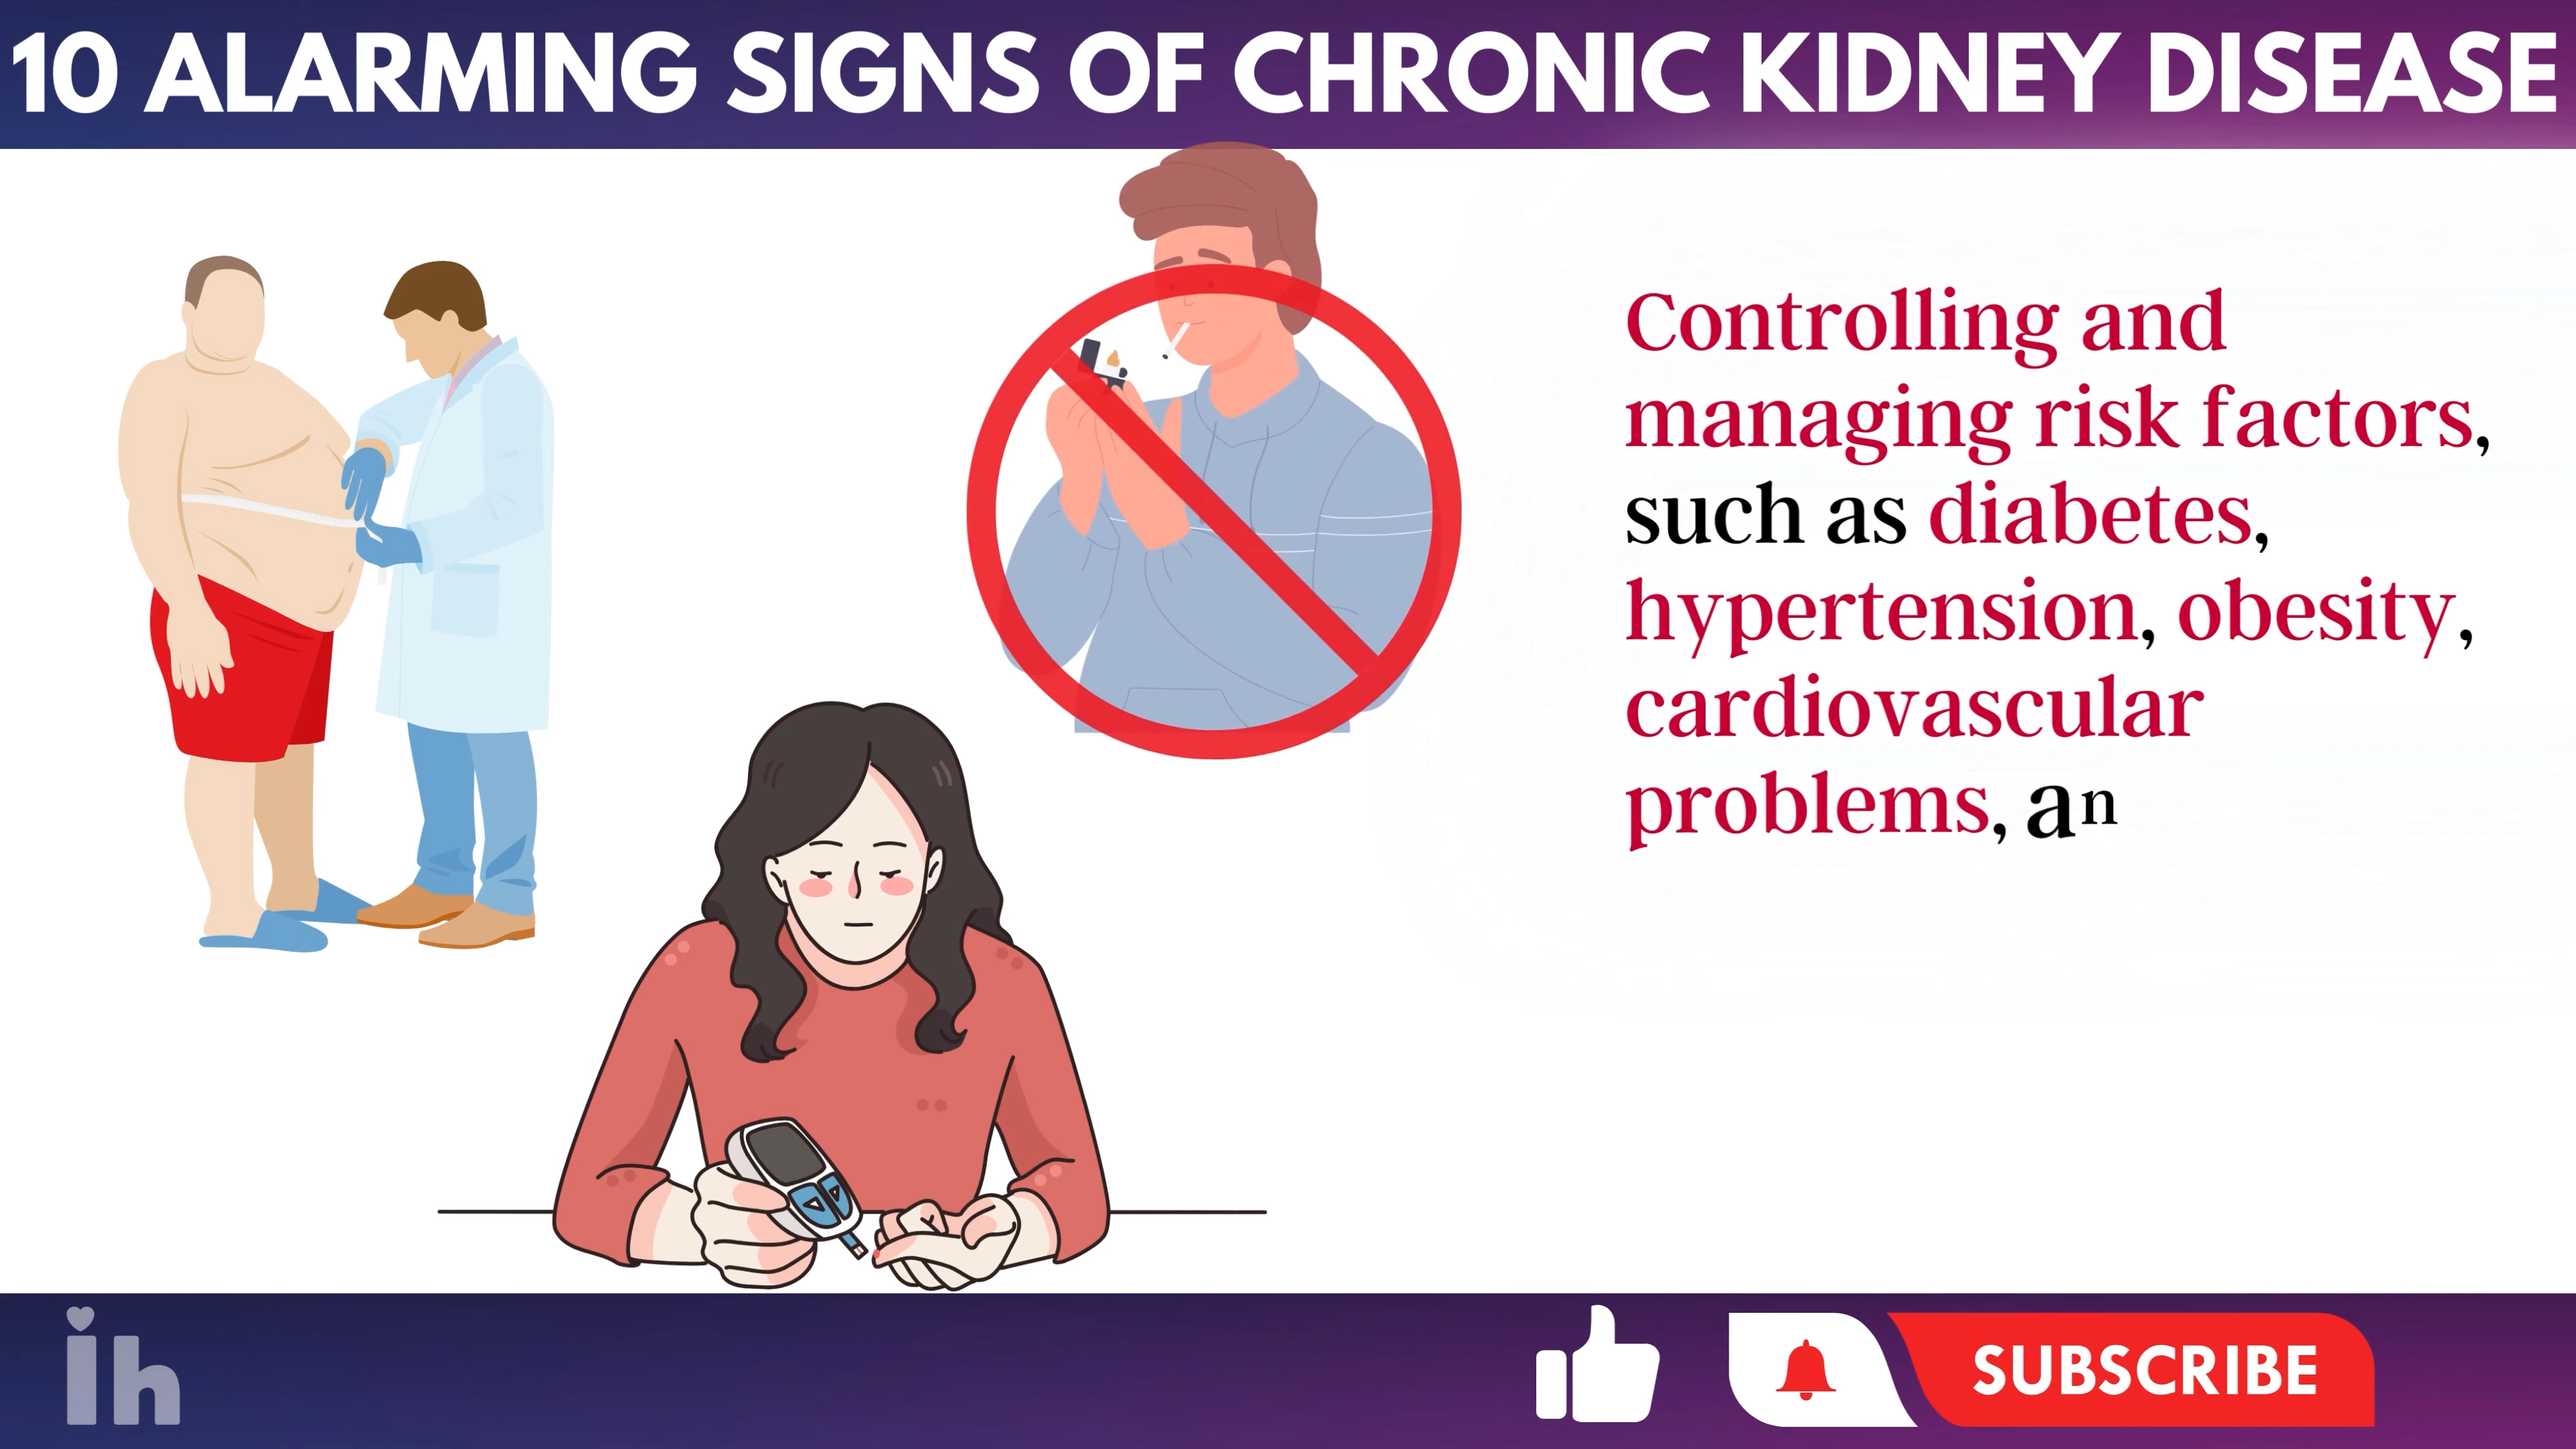 10 ALARMING SIGNS OF CHRONIC KIDNEY DISEASE
Controlling and
managing risk factors,
such as diabetes,
hypertension, obesity,
cardiovascular
problems, an
ih
SUBSCRIBE